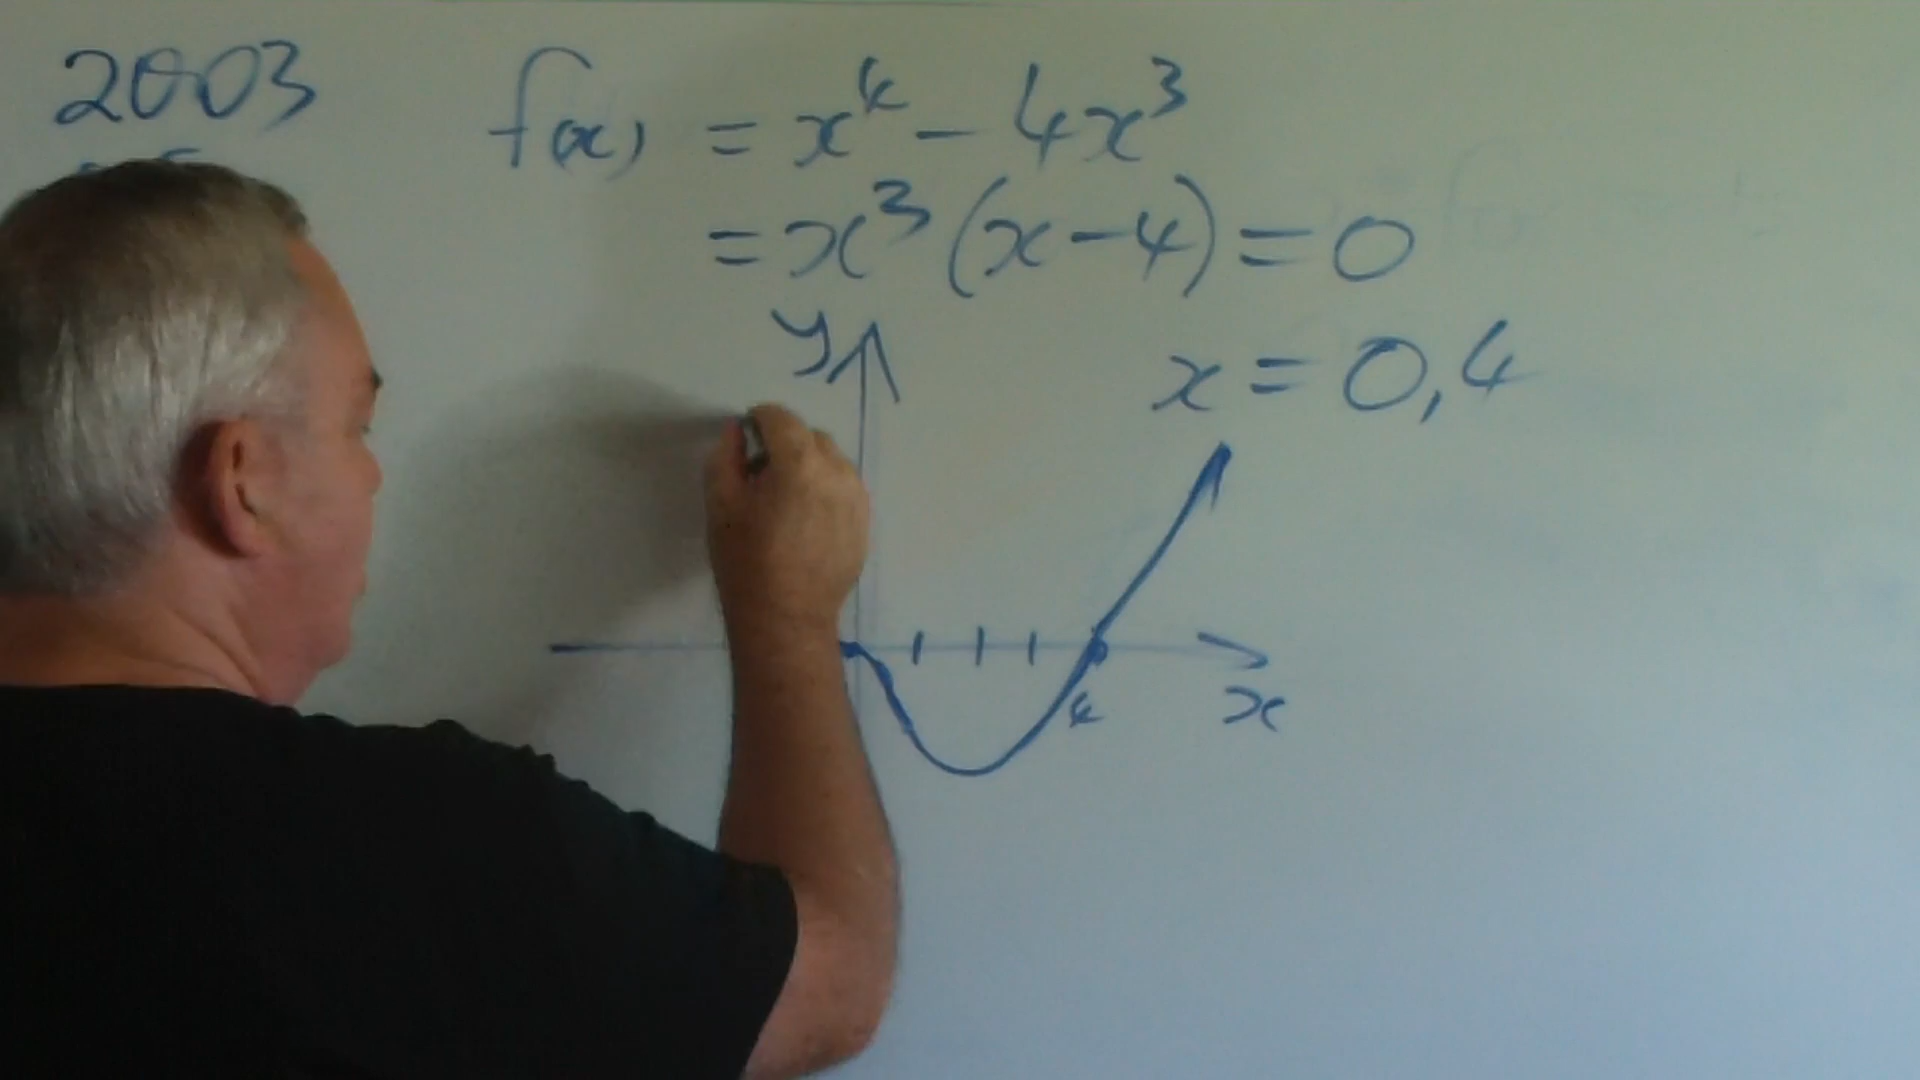 2003
f(x) = x⁴ - 4x³
= x³ (x - 4) = 0
y
x = 0, 4
4
x